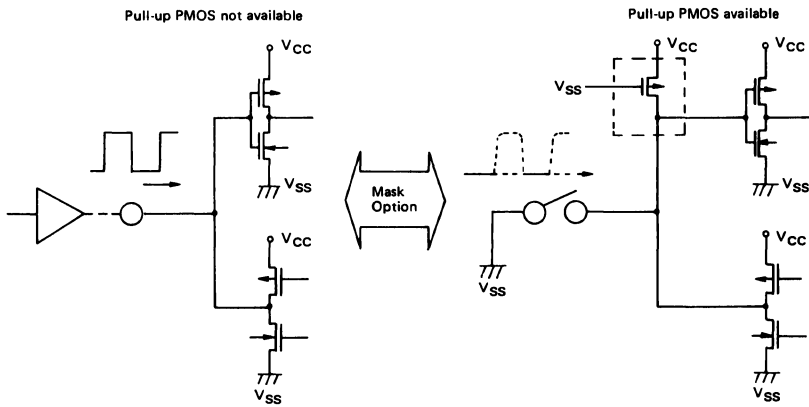 Pull-up PMOS not available
VCC
VSS
VCC
VSS
Mask
Option
Pull-up PMOS available
VCC
VCC
VSS
VSS
VSS
VCC
VSS